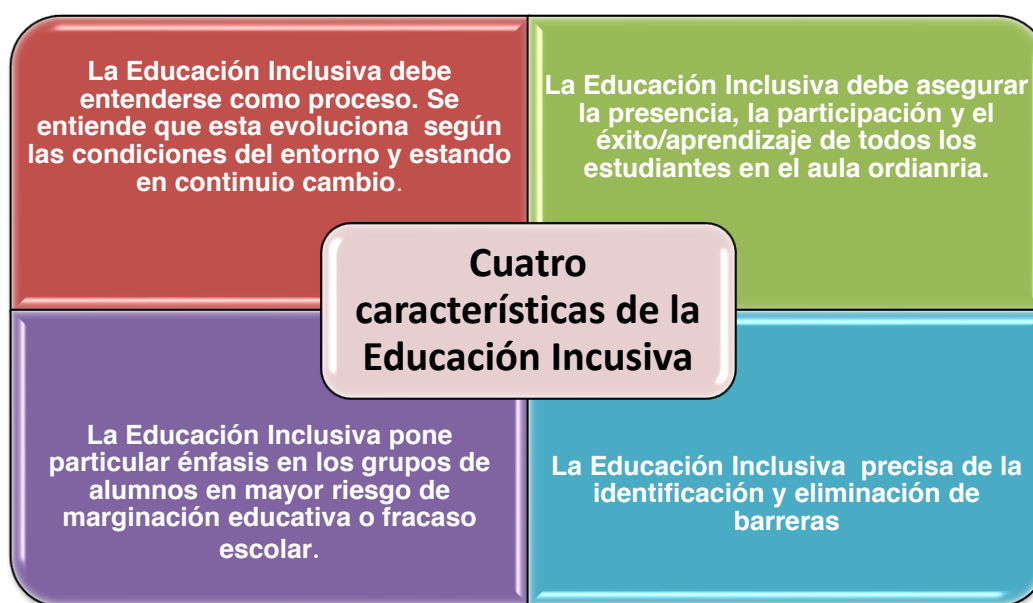 La Educación Inclusiva debe
entenderse como proceso. Se
entiende que esta evoluciona según
las condiciones del entorno y estando
en continuio cambio.
La Educación Inclusiva debe asegurar
la presencia, la participación y el
éxito/aprendizaje de todos los
estudiantes en el aula ordianria.
Cuatro
característicias de la
Educación Incusiva
La Educación Inclusiva pone
particular énfasis en los grupos de
alumnos en mayor riesgo de
marginación educativa o fracaso
escolar.
La Educación Inclusiva precisa de la
identificación y eliminación de
barreras